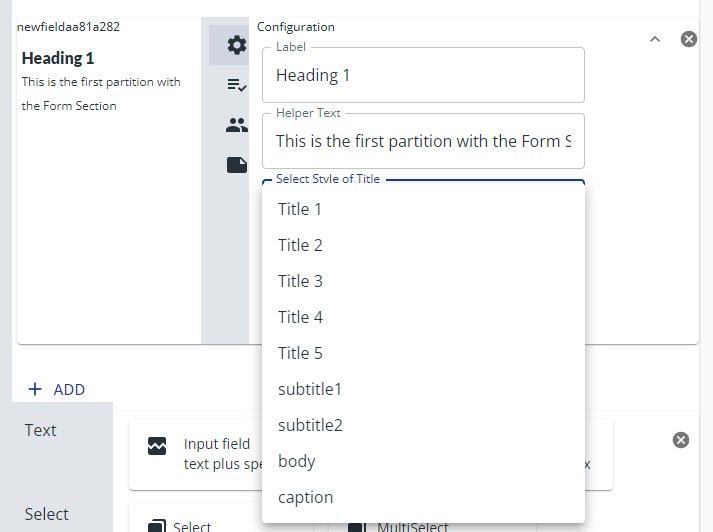 newfieldaa81a282
Heading 1
This is the first partition with
the Form Section
Configuration
Label
Heading 1
Helper Text
This is the first partition with the Form S
Select Style of Title
Title 1
Title 2
Title 3
Title 4
Title 5
subtitle1
subtitle2
body
caption
ADD
Text
Input field
text plus spe
x
Select
Select
MultiSelect